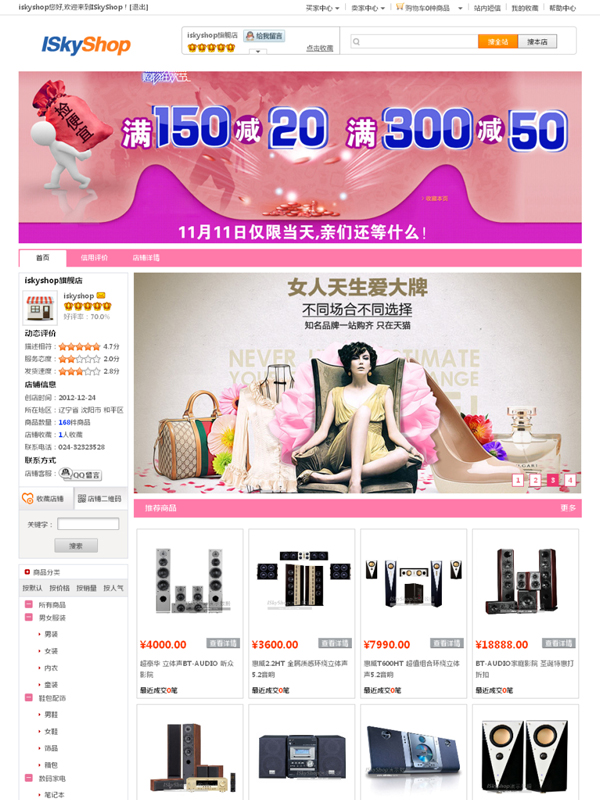 iskyshop您好,欢迎来到ISkyShop！[退出]
买家中心
卖家中心
购物车0种商品
站内短信 | 我的收藏 | 帮助中心
ISkyShop
iskyshop旗舰店
给我留言
点击收藏
搜全站
搜本店
捡便宜
满150减20
满300减50
收藏本页
11月11日仅限当天,亲们还等什么！
首页
信用评价
店铺详情
iskyshop旗舰店
iskyshop
好评率：70.0%
动态评价
描述相符： 4.7分
服务态度： 2.0分
发货速度： 2.8分
店铺信息
创店时间：2012-12-24
所在地区：辽宁省 沈阳市 和平区
商品数量：168件商品
店铺收藏：1人收藏
联系电话：024-32323528
联系方式
店铺客服： QQ留言
收藏店铺
店铺二维码
关键字：
搜索
女人天生爱大牌
不同场合不同选择
知名品牌一站购齐 只在天猫
1 2 3 4
推荐商品
更多
¥4000.00 查看详情
超豪华 立体声BT-AUDIO 听众影院
最近成交0笔
¥3600.00 查看详情
惠威2.2HT 全隅净感环绕立体声5.2音响
最近成交0笔
¥7990.00 查看详情
惠威T600HT 超值组合环绕立体声5.2音响
最近成交0笔
¥18888.00 查看详情
BT-AUDIO家庭影院 圣诞特惠打折扣
最近成交0笔
商品分类
按默认 按价格 按销量 按人气
所有商品
男女服装
男装
女装
内衣
童装
鞋包配饰
男鞋
女鞋
饰品
箱包
数码家电
笔记本